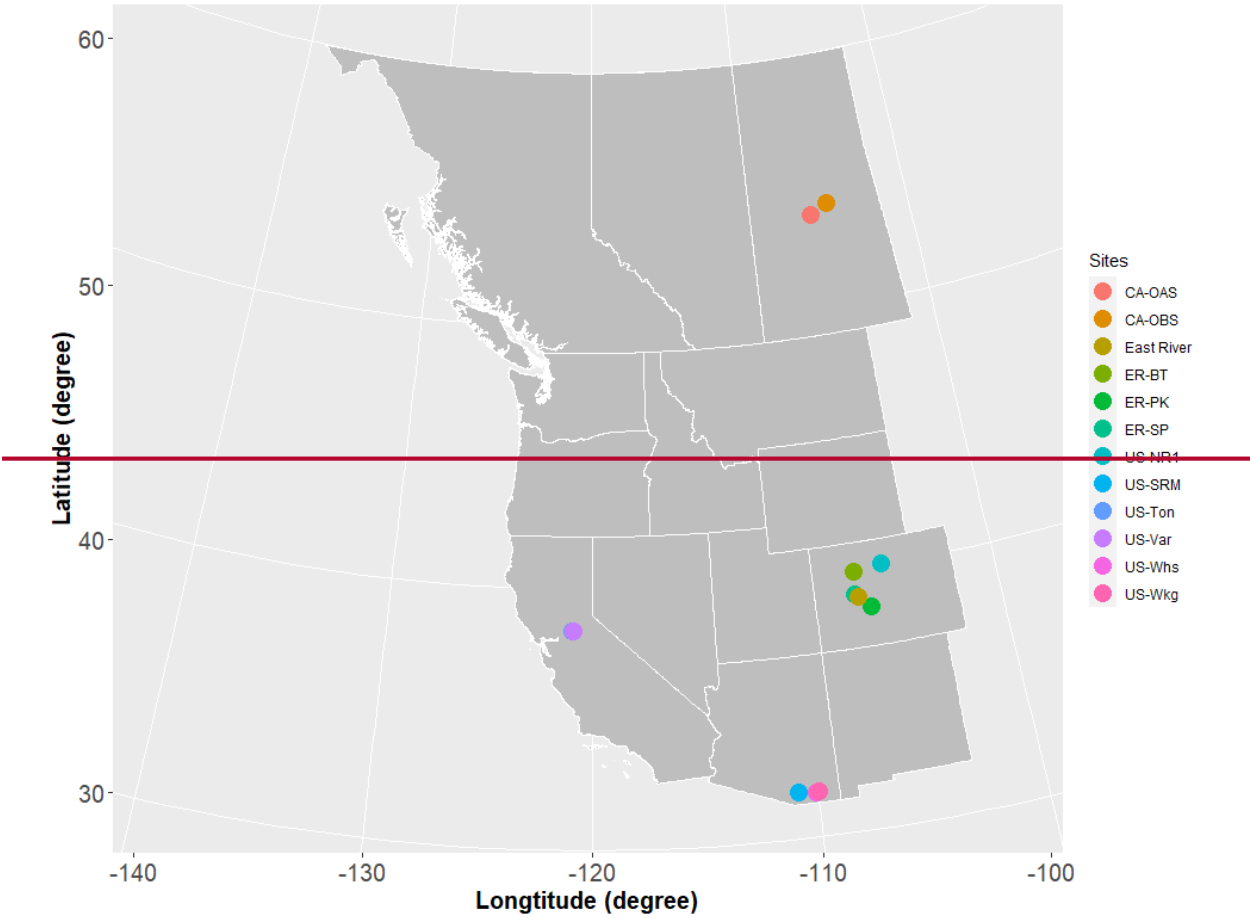 60
50
40
30
Latitude (degree)
-140
-130
-120
-110
-100
Longtitude (degree)
Sites
CA-OAS
CA-OBS
East River
ER-BT
ER-PK
ER-SP
US-NR1
US-SRM
US-Ton
US-Var
US-Whs
US-Wkg